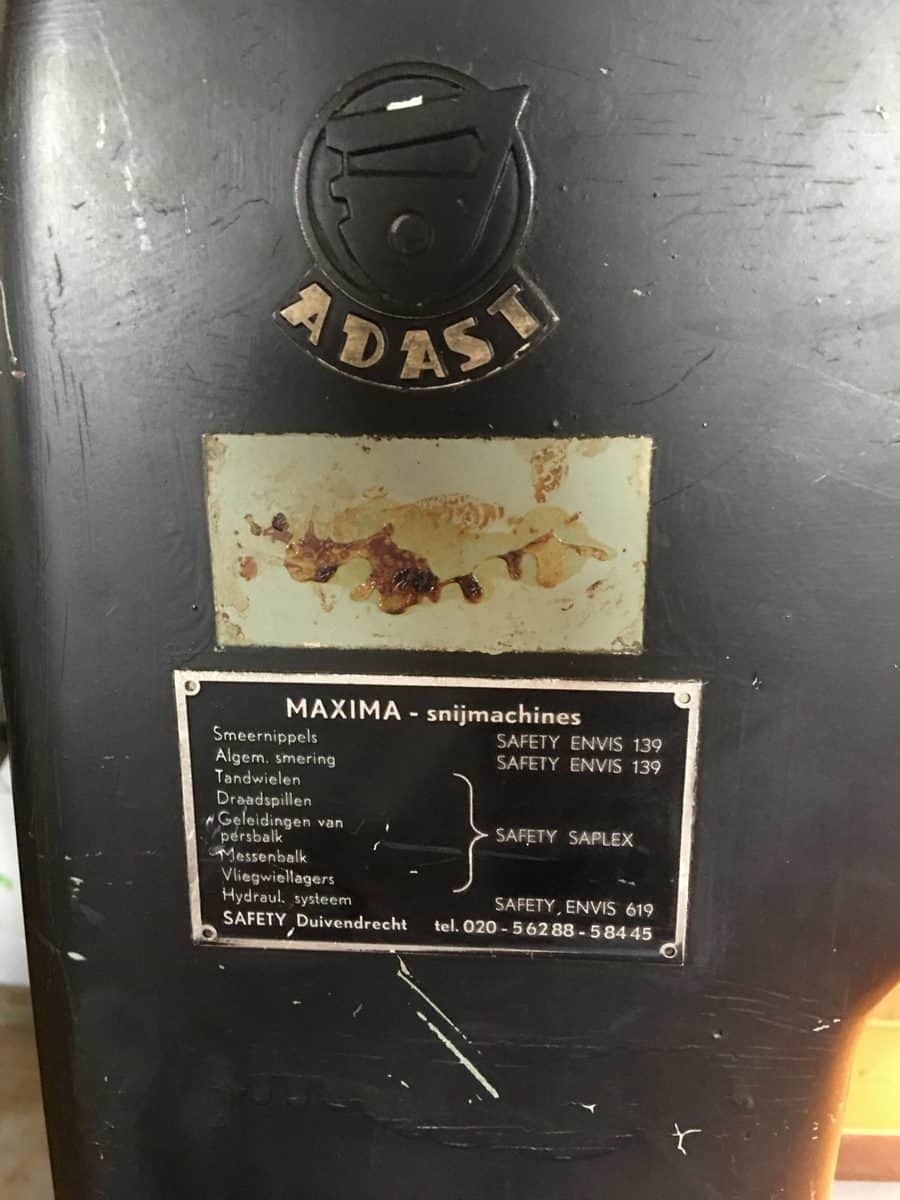 ADAST
MAXIMA - snijmachines
Smeernippels SAFETY ENVIS 139
Algem. smering SAFETY ENVIS 139
Tandwielen
Draadspillen
Geleidingen van
persbalk SAFETY SAPLEX
Messenbalk
Vliegwiellagers
Hydraul. systeem SAFETY ENVIS 619
SAFETY Duivendrecht tel. 020 - 56288 - 58445